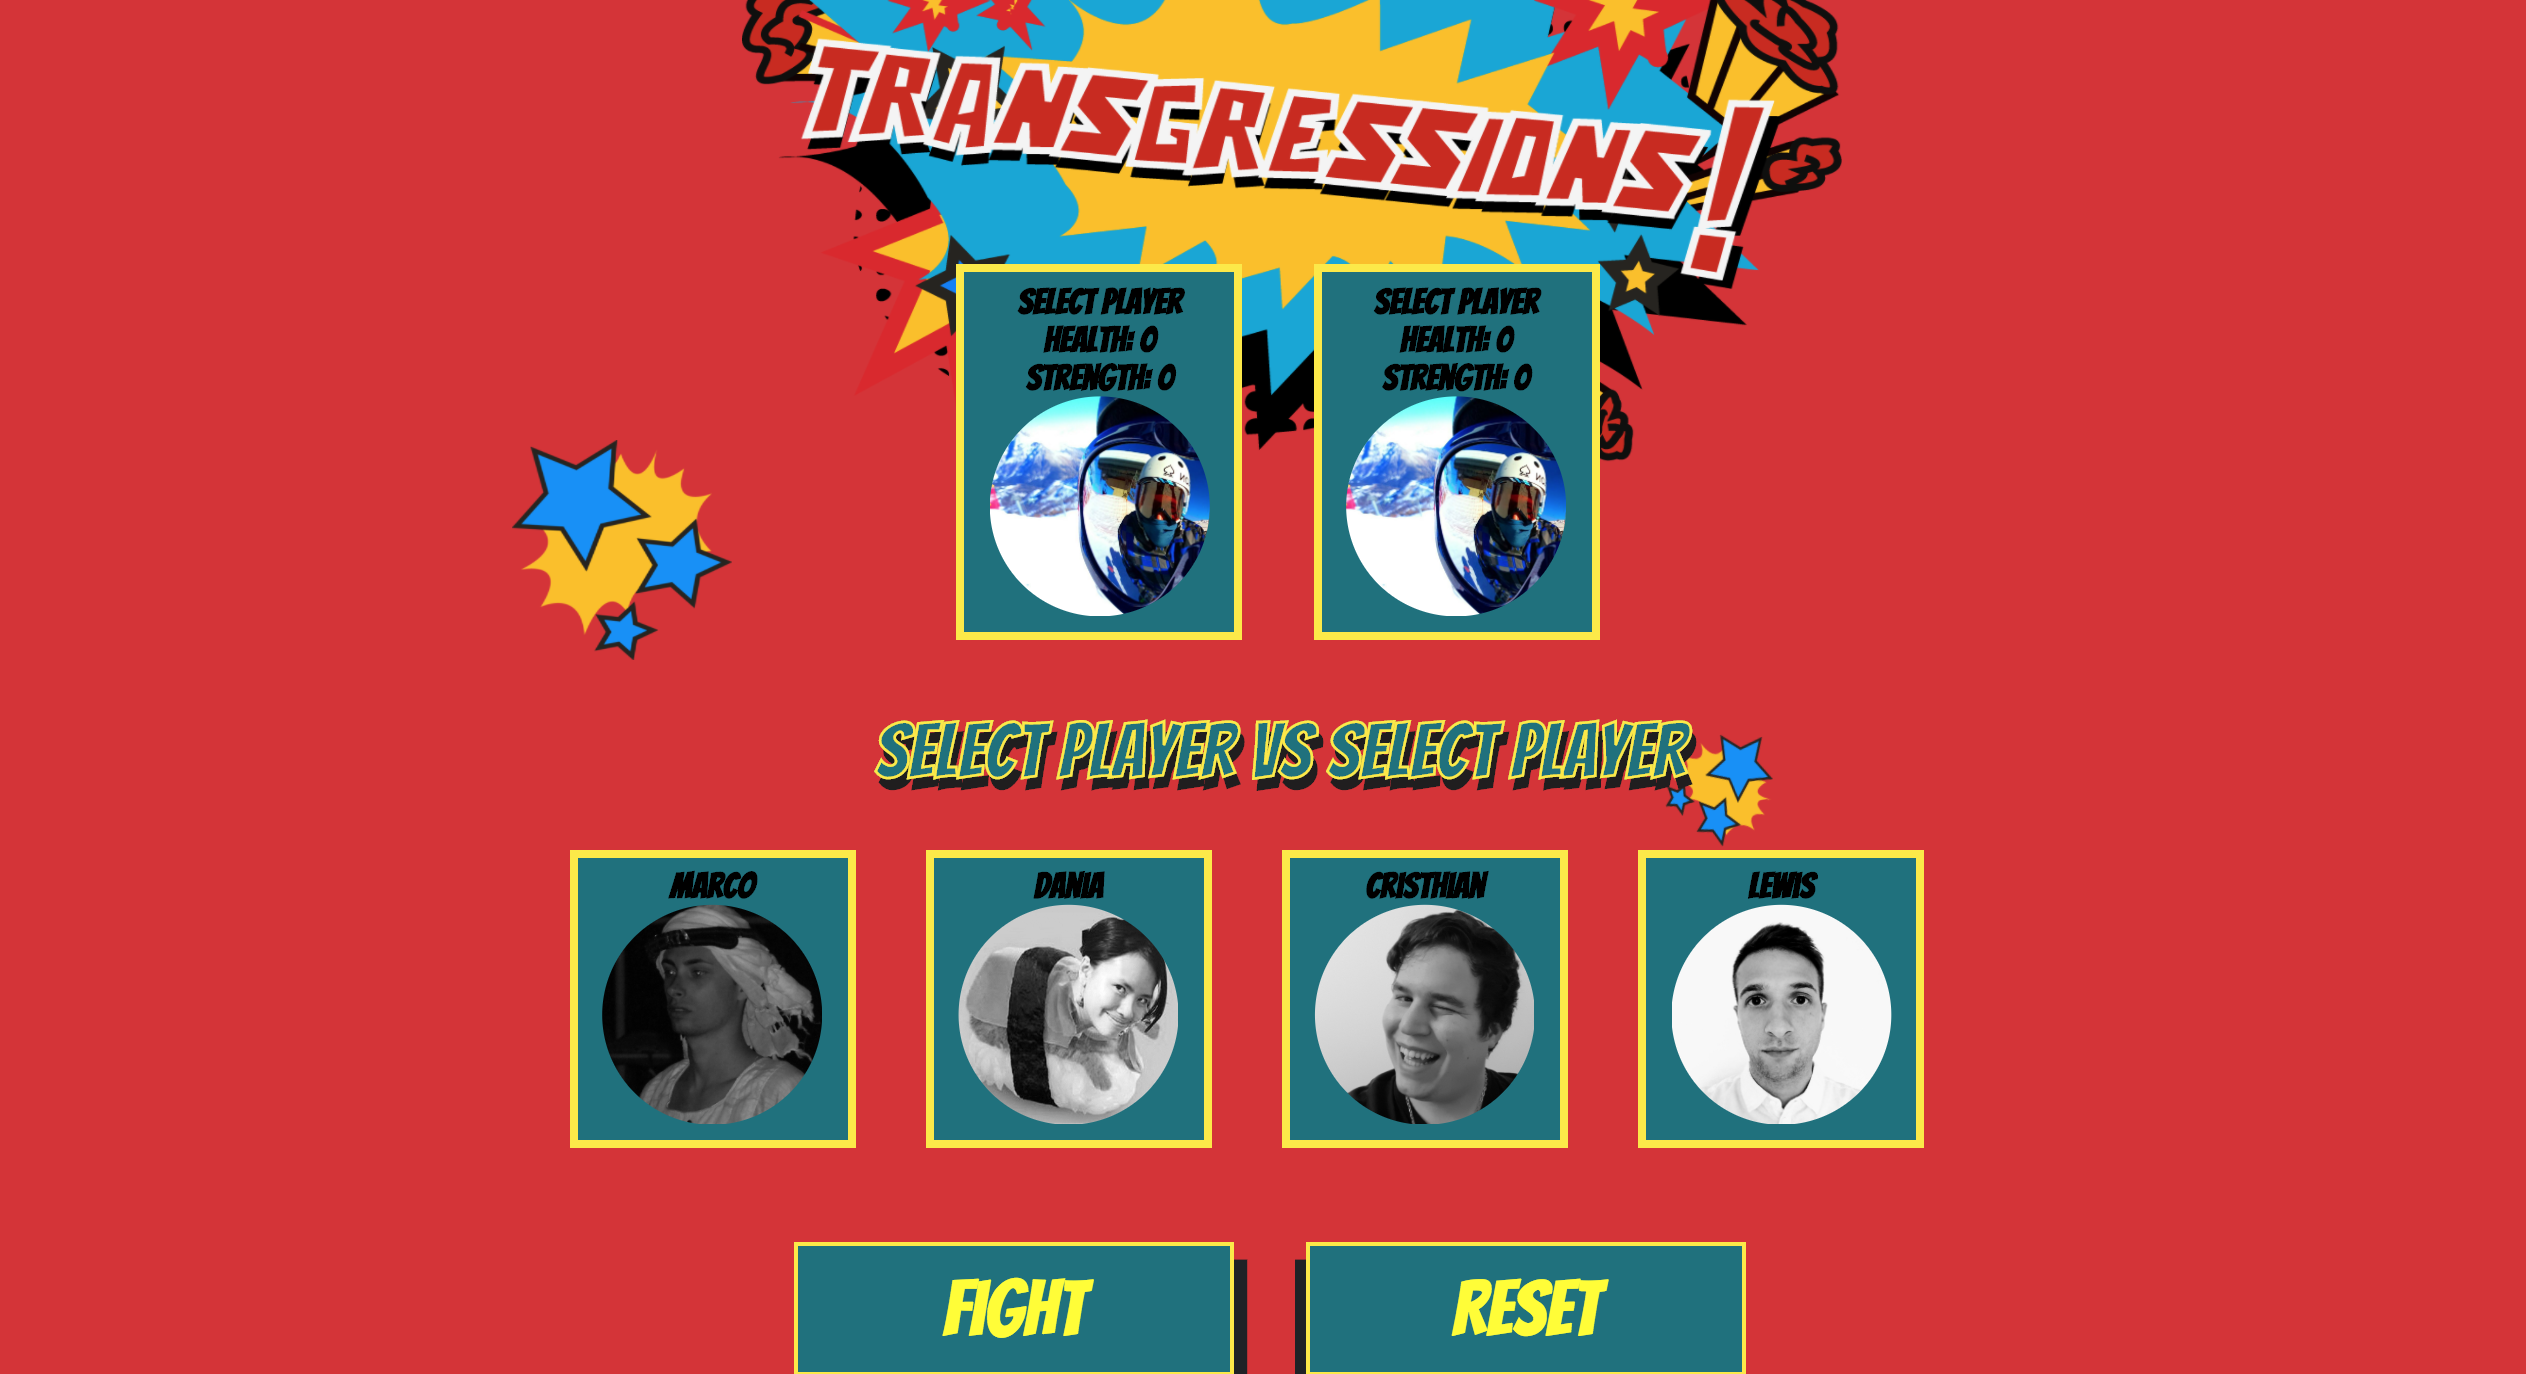 TRANSGRESSIONS!
SELECT PLAYER
HEALTH: 0
STRENGTH: 0
SELECT PLAYER
HEALTH: 0
STRENGTH: 0
SELECT PLAYER VS SELECT PLAYER
MARCO
DANIA
CRISTHIAN
LEWIS
FIGHT
RESET